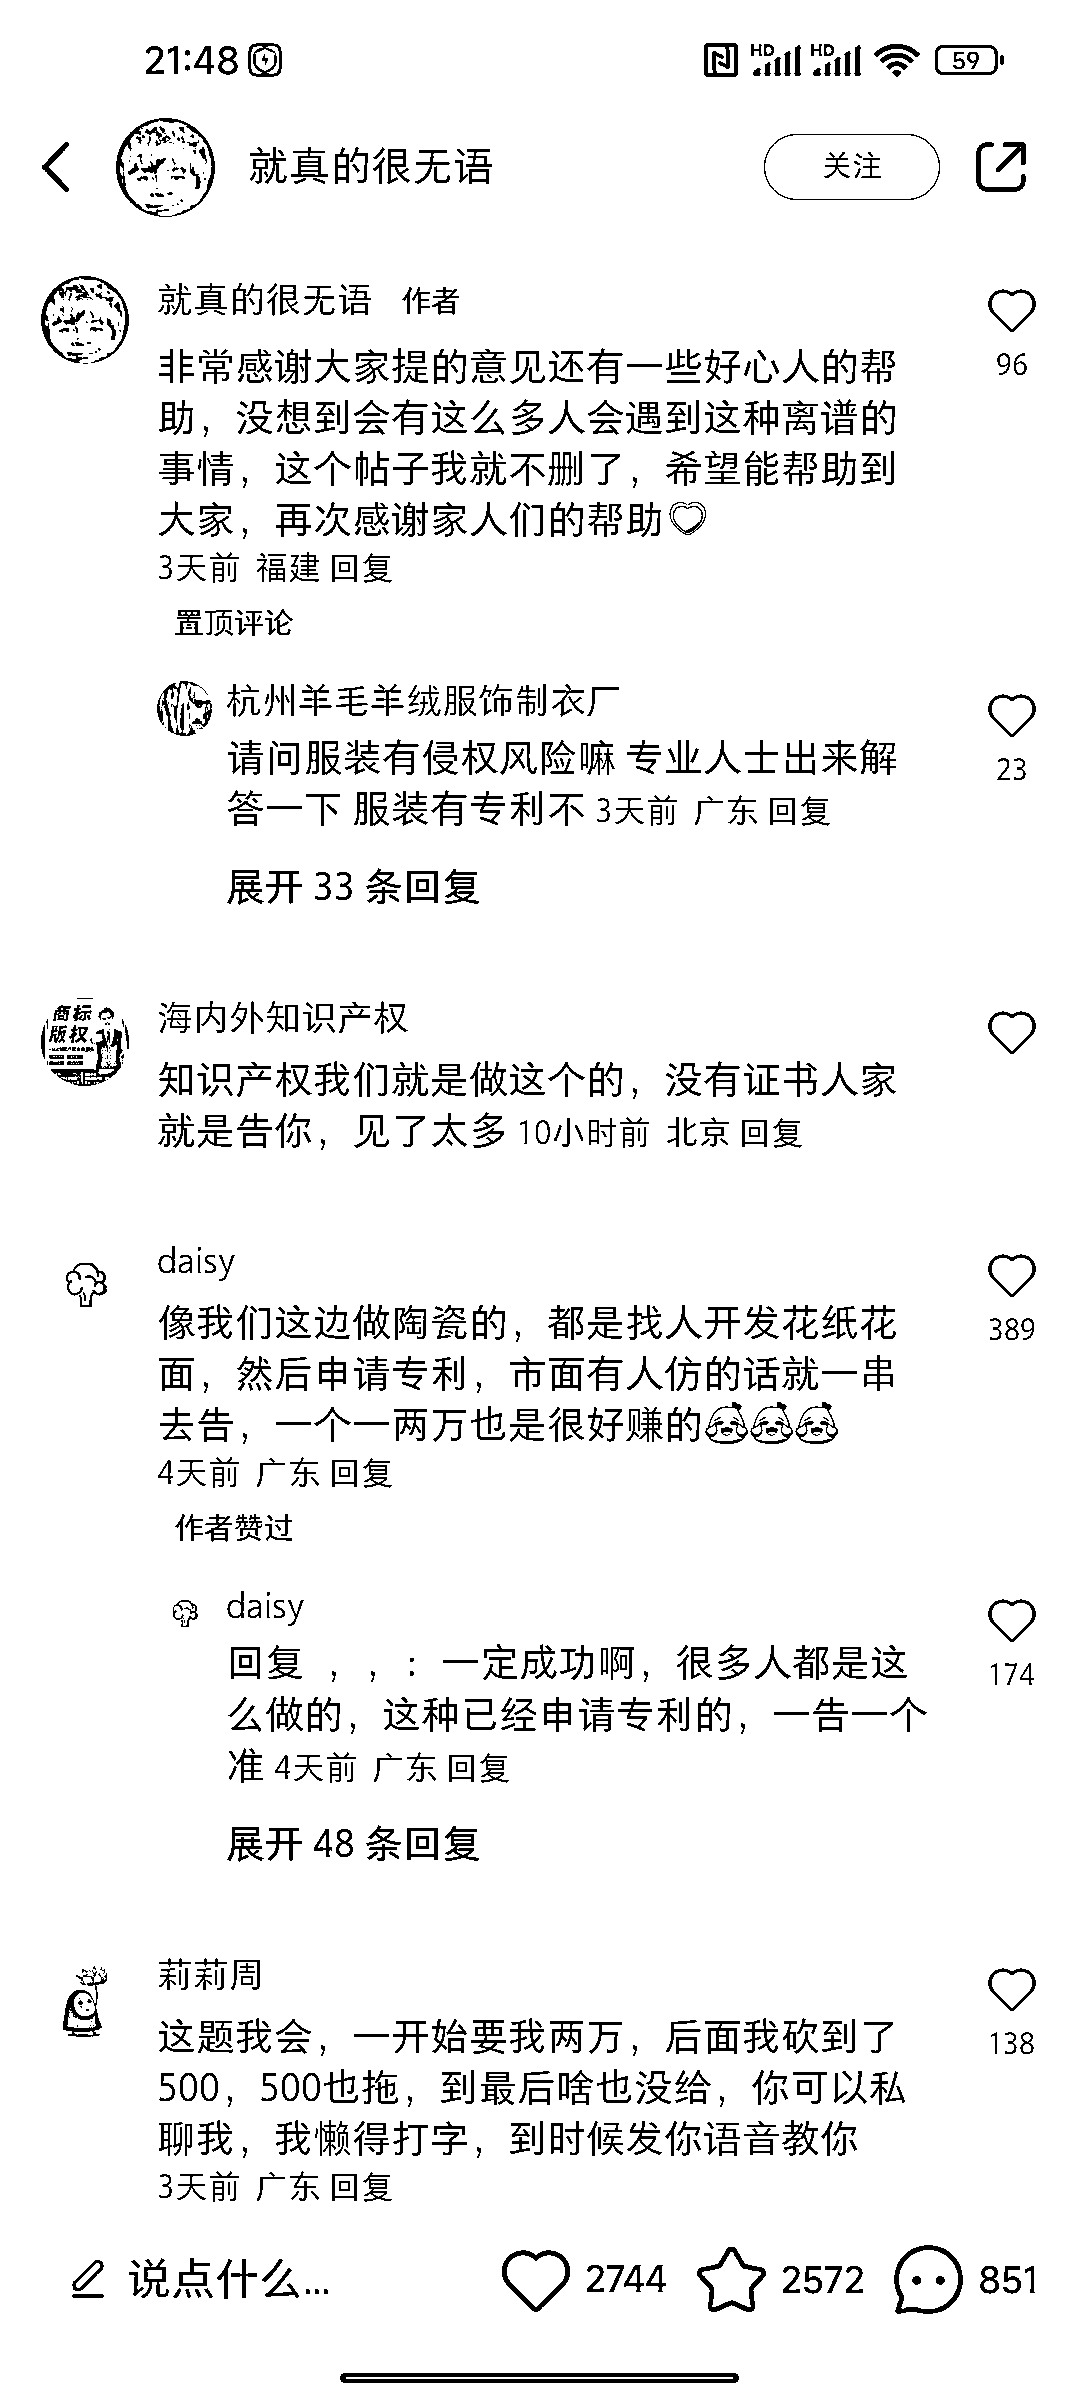 21:48
HD HD 59
就真的很无语 关注
就真的很无语 作者
非常感谢大家提的意见还有一些好心人的帮
助，没想到会有这么多人会遇到这种离谱的
事情，这个帖子我就不删了，希望能帮助到
大家，再次感谢家人们的帮助♡
96
3天前 福建 回复
置顶评论
杭州羊毛羊绒服饰制衣厂
请问服装有侵权风险嘛 专业人士出来解
答一下 服装有专利不 3天前 广东 回复
23
展开 33 条回复
商标
版权
海内外知识产权
知识产权我们就是做这个的，没有证书人家
就是告你，见了太多 10小时前 北京 回复
daisy
像我们这边做陶瓷的，都是找人开发花纸花
面，然后申请专利，市面有人仿的话就一串
去告，一个一两万也是很好赚的
389
4天前 广东 回复
作者赞过
daisy
回复 ，，：一定成功啊，很多人都是这
么做的，这种已经申请专利的，一告一个
准 4天前 广东 回复
174
展开 48 条回复
莉莉周
这题我会，一开始要我两万，后面我砍到了
500，500也拖，到最后啥也没给，你可以私
聊我，我懒得打字，到时候发你语音教你
138
3天前 广东 回复
说点什么... 2744 2572 851